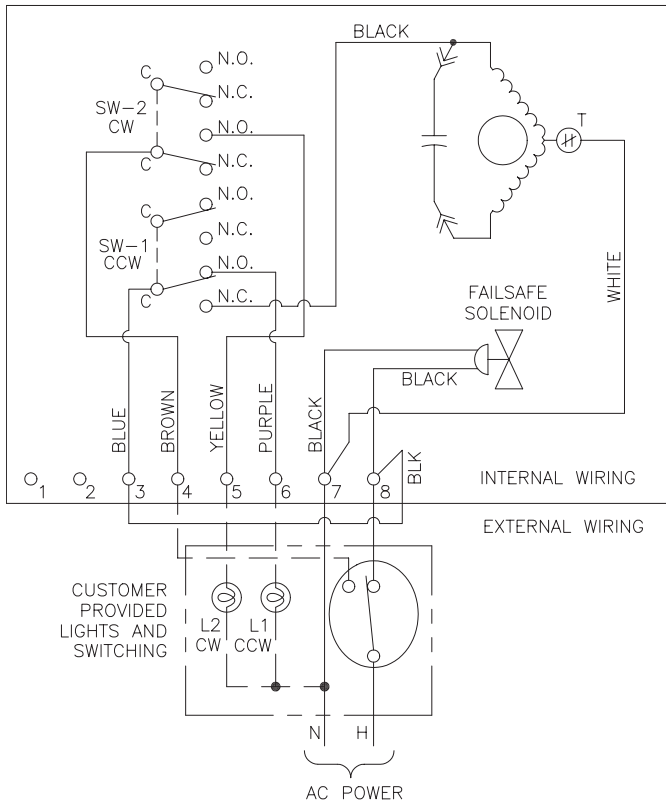 BLACK
N.O.
C
N.C.
SW-2
CW
N.O.
C
N.C.
N.O.
C
N.C.
SW-1
CCW
N.O.
C
N.C.
T
WHITE
FAILSAFE
SOLENOID
BLACK
BLUE
BROWN
YELLOW
PURPLE
BLACK
BLK
1
2
3
4
5
6
7
8
INTERNAL WIRING
EXTERNAL WIRING
CUSTOMER
PROVIDED
LIGHTS AND
SWITCHING
L2
CW
L1
CCW
N
H
AC POWER